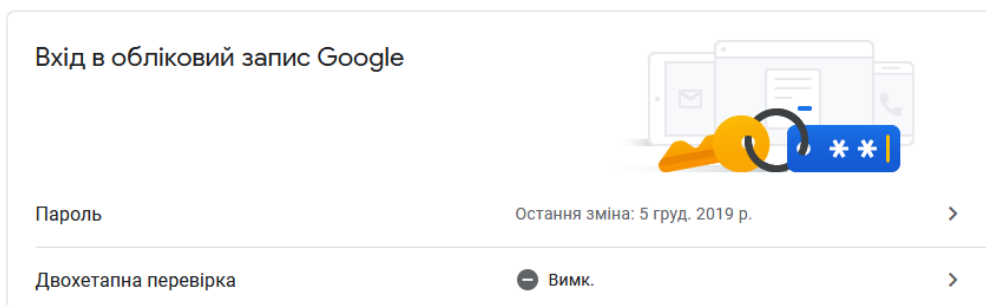 Вхід в обліковий запис Google
**
Пароль
Остання зміна: 5 груд. 2019 р.
Двохетапна перевірка
Вимк.